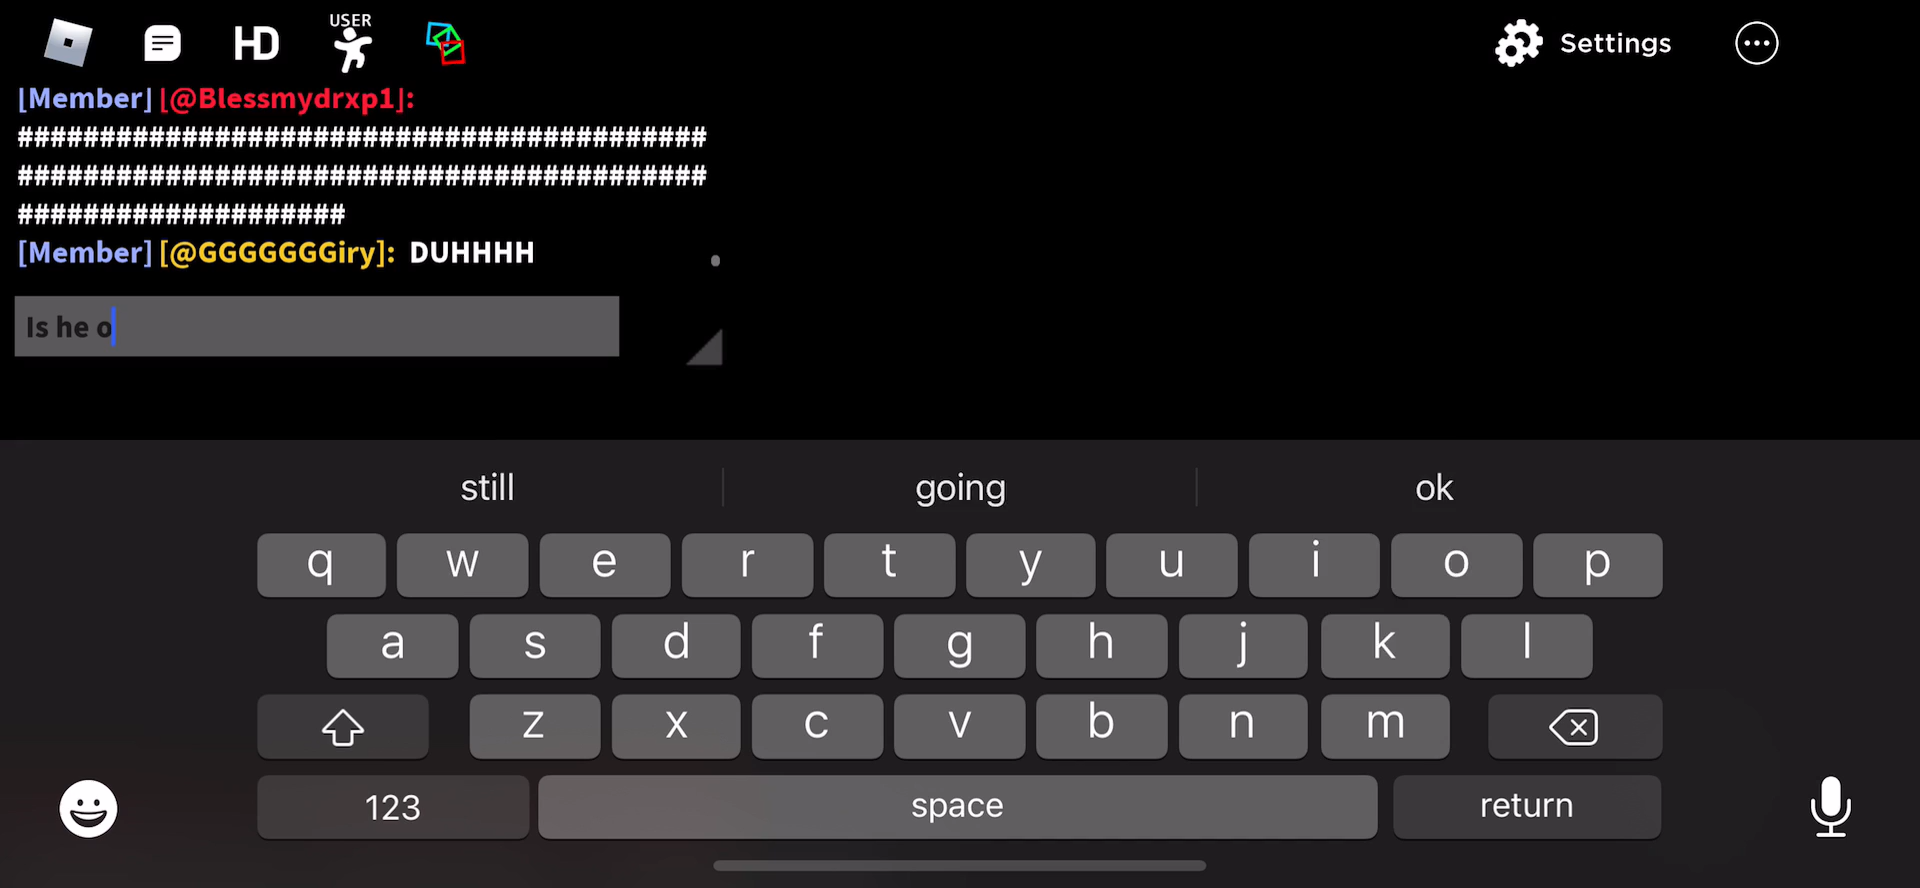 USER
HD
Settings
[Member] [@Blessmydrxp1]:
##########################################
##########################################
####################
[Member] [@GGGGGGGiry]: DUHHHH
Is he o
still going ok
q w e r t y u i o p
a s d f g h j k l
z x c v b n m
123 space return